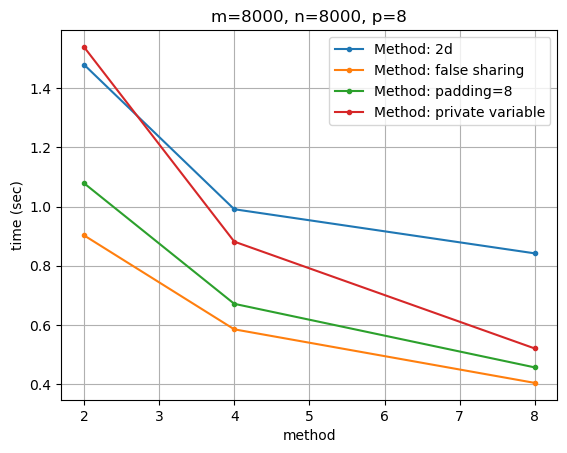 m=8000, n=8000, p=8
Method: 2d
Method: false sharing
Method: padding=8
Method: private variable
time (sec)
1.4
1.2
1.0
0.8
0.6
0.4
2 3 4 5 6 7 8
method